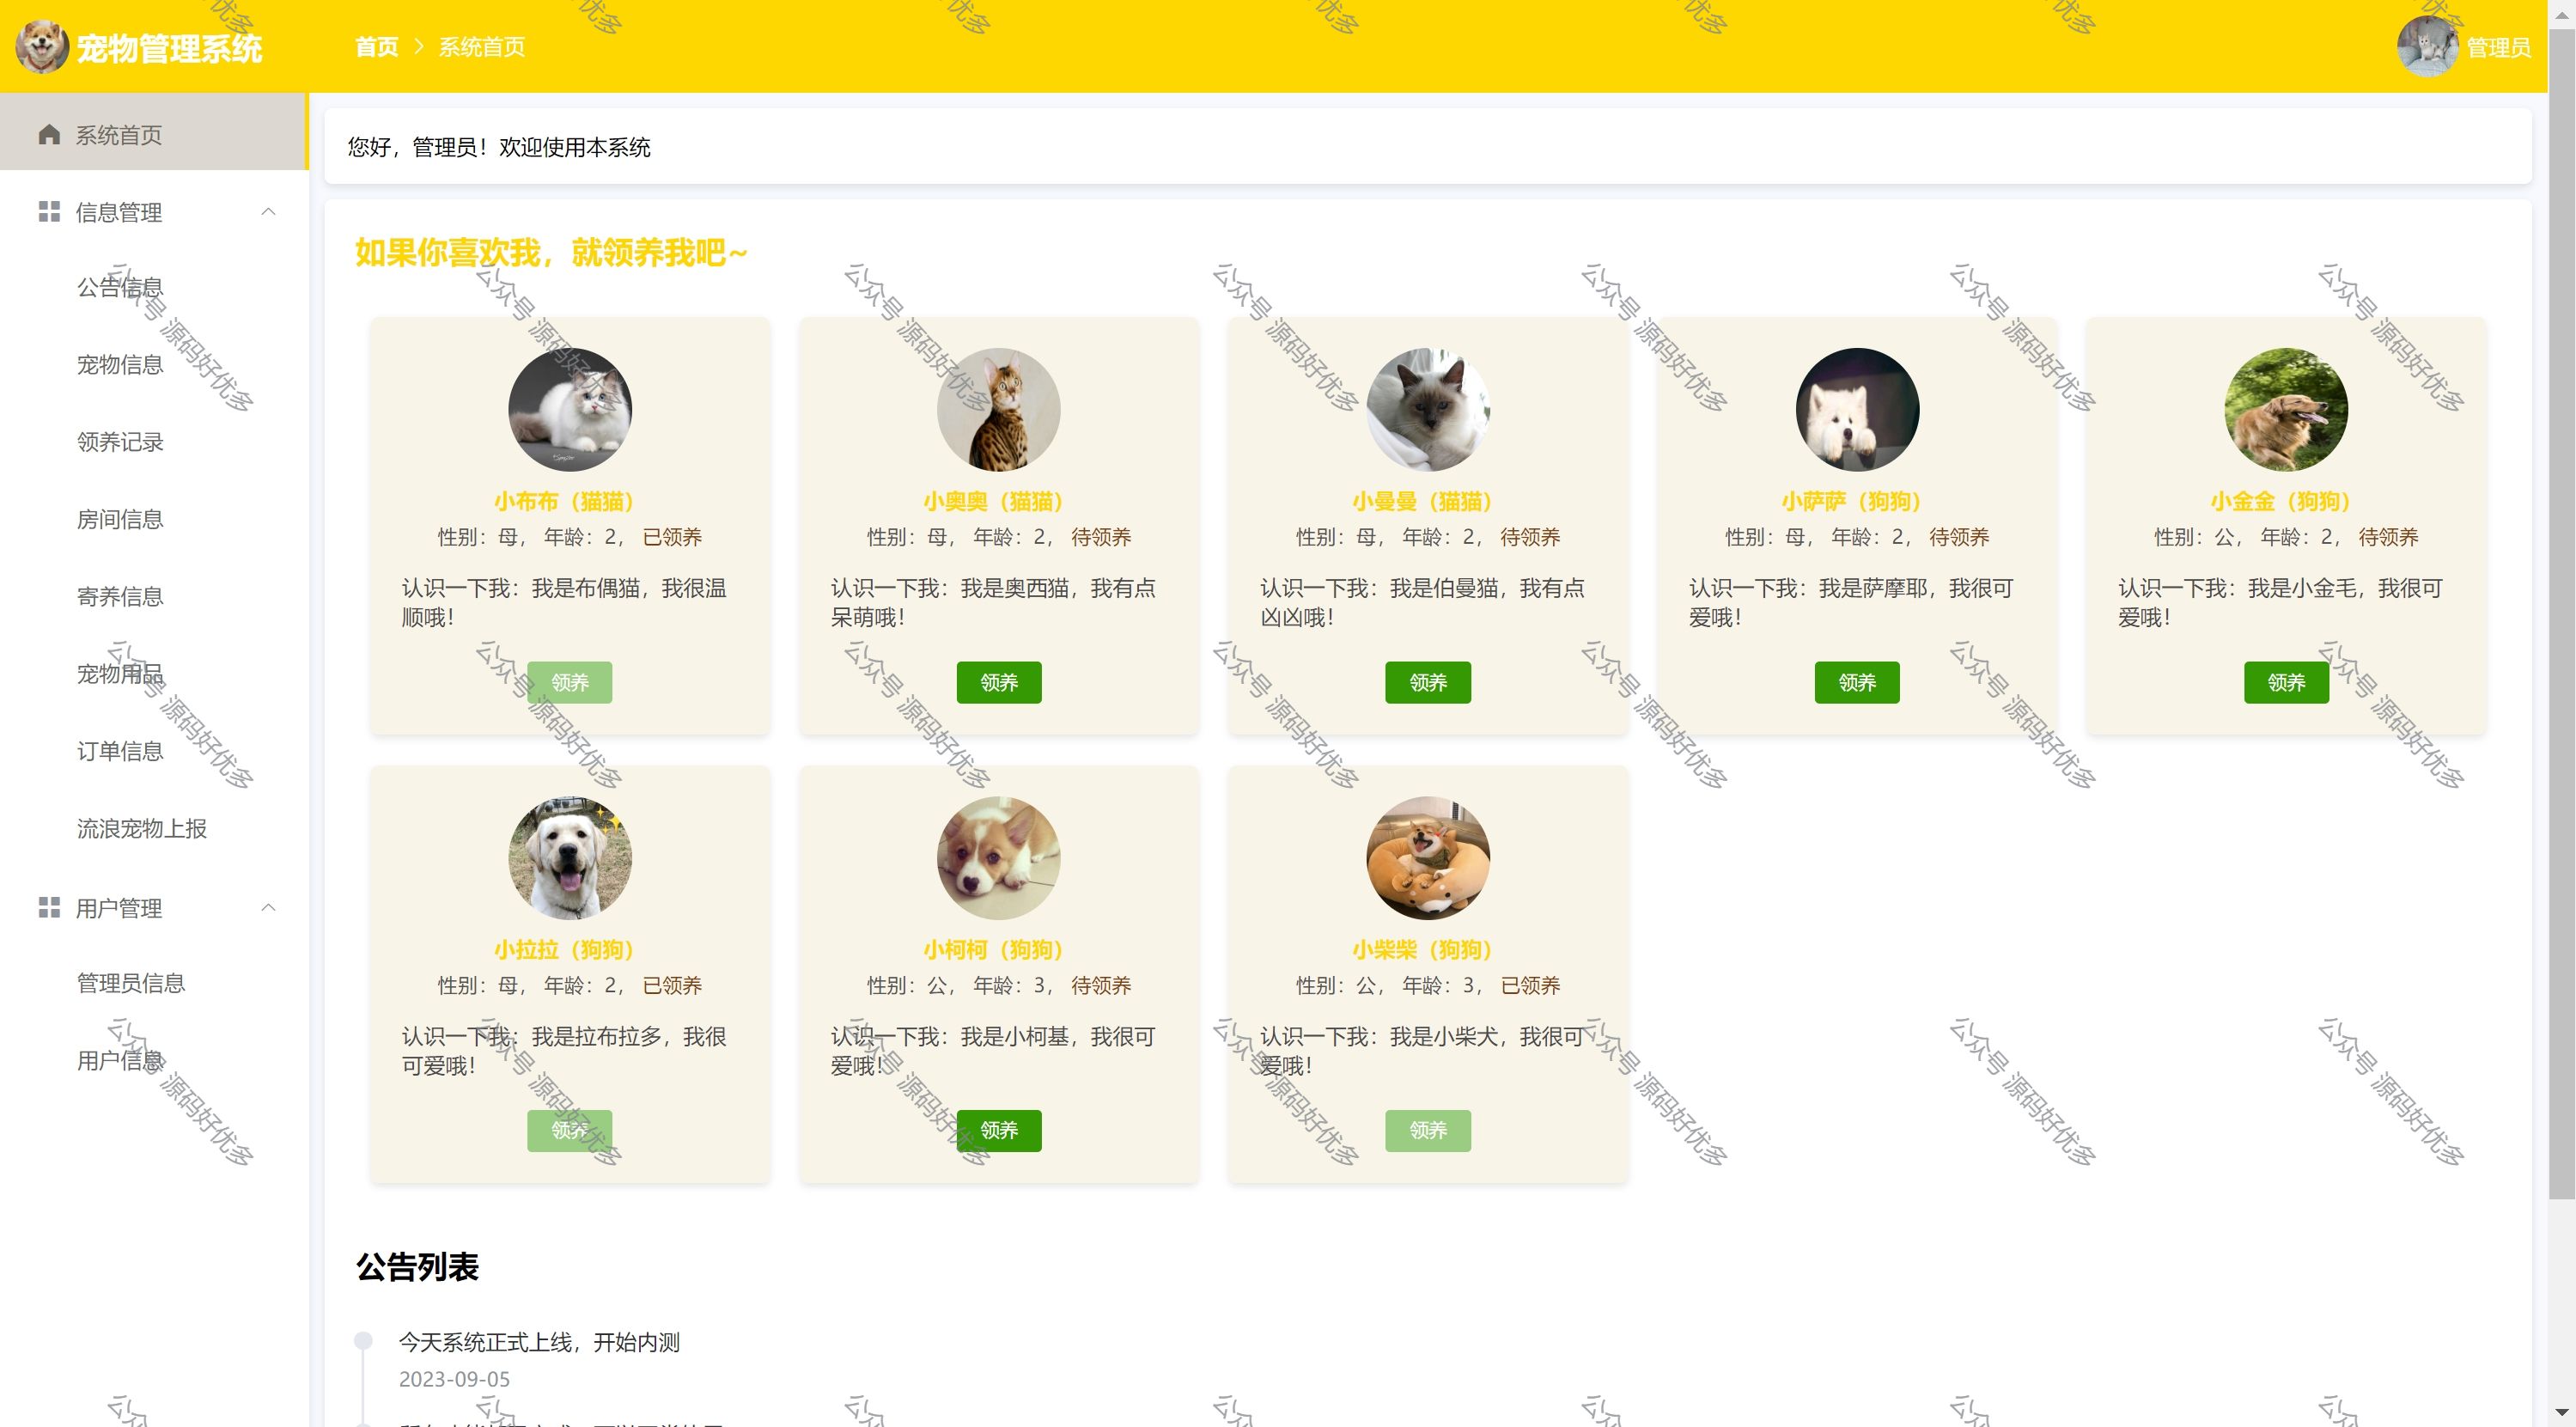 宠物管理系统
首页 > 系统首页
管理员
系统首页
信息管理
公告信息
宠物信息
领养记录
房间信息
寄养信息
宠物用品
订单信息
流浪宠物上报
用户管理
管理员信息
用户信息
您好，管理员！欢迎使用本系统
如果你喜欢我，就领养我吧~
小布布（猫猫）
性别：母， 年龄：2， 已领养
认识一下我：我是布偶猫，我很温
顺哦！
领养
小奥奥（猫猫）
性别：母， 年龄：2， 待领养
认识一下我：我是奥西猫，我有点
呆萌哦！
领养
小曼曼（猫猫）
性别：母， 年龄：2， 待领养
认识一下我：我是伯曼猫，我有点
凶凶哦！
领养
小萨萨（狗狗）
性别：母， 年龄：2， 待领养
认识一下我：我是萨摩耶，我很可
爱哦！
领养
小金金（狗狗）
性别：公， 年龄：2， 待领养
认识一下我：我是小金毛，我很可
爱哦！
领养
小拉拉（狗狗）
性别：母， 年龄：2， 已领养
认识一下我：我是拉布拉多，我很
可爱哦！
领养
小柯柯（狗狗）
性别：公， 年龄：3， 待领养
认识一下我：我是小柯基，我很可
爱哦！
领养
小柴柴（狗狗）
性别：公， 年龄：3， 已领养
认识一下我：我是小柴犬，我很可
爱哦！
领养
公告列表
今天系统正式上线，开始内测
2023-09-05
公众号 源码好优多